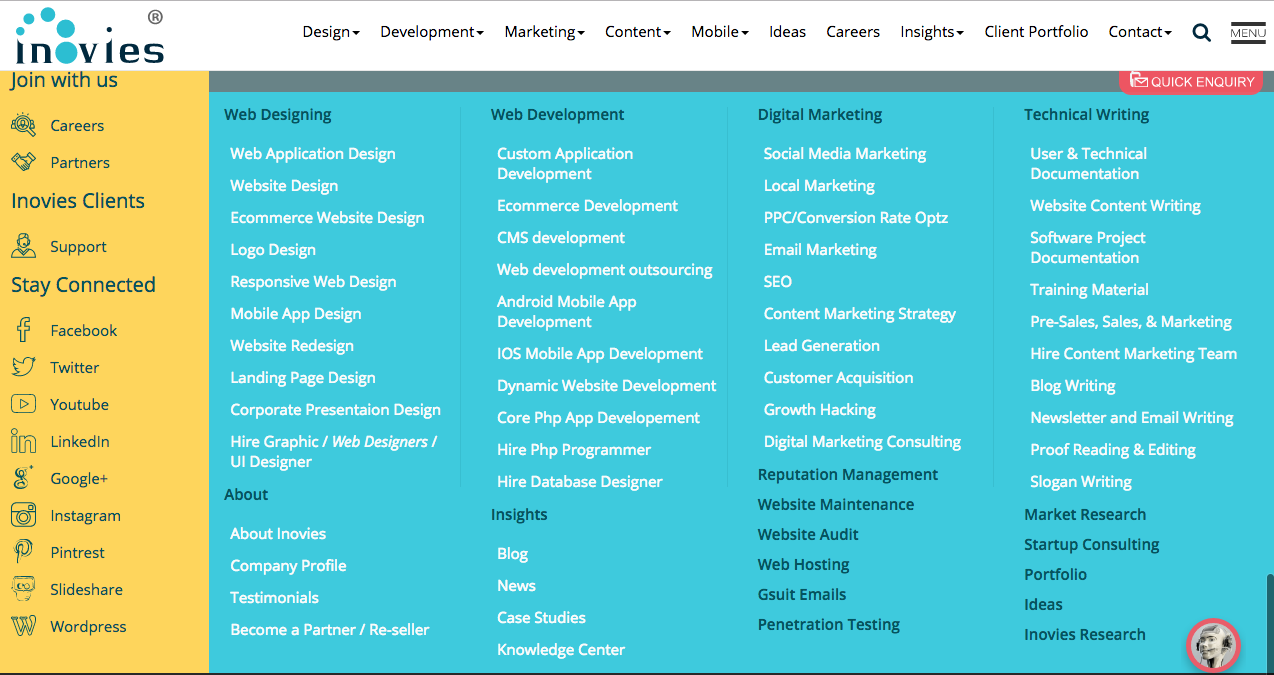 inovies ®
Design
Development
Marketing
Content
Mobile
Ideas
Careers
Insights
Client Portfolio
Contact
MENU
QUICK ENQUIRY
Join with us
Careers
Partners
Inovies Clients
Support
Stay Connected
Facebook
Twitter
Youtube
LinkedIn
Google+
Instagram
Pintrest
Slideshare
Wordpress
Web Designing
Web Application Design
Website Design
Ecommerce Website Design
Logo Design
Responsive Web Design
Mobile App Design
Website Redesign
Landing Page Design
Corporate Presentaion Design
Hire Graphic / Web Designers /
UI Designer
About
About Inovies
Company Profile
Testimonials
Become a Partner / Re-seller
Web Development
Custom Application
Development
Ecommerce Development
CMS development
Web development outsourcing
Android Mobile App
Development
IOS Mobile App Development
Dynamic Website Development
Core Php App Developement
Hire Php Programmer
Hire Database Designer
Insights
Blog
News
Case Studies
Knowledge Center
Digital Marketing
Social Media Marketing
Local Marketing
PPC/Conversion Rate Optz
Email Marketing
SEO
Content Marketing Strategy
Lead Generation
Customer Acquisition
Growth Hacking
Digital Marketing Consulting
Reputation Management
Website Maintenance
Website Audit
Web Hosting
Gsuit Emails
Penetration Testing
Technical Writing
User & Technical
Documentation
Website Content Writing
Software Project
Documentation
Training Material
Pre-Sales, Sales, & Marketing
Hire Content Marketing Team
Blog Writing
Newsletter and Email Writing
Proof Reading & Editing
Slogan Writing
Market Research
Startup Consulting
Portfolio
Ideas
Inovies Research